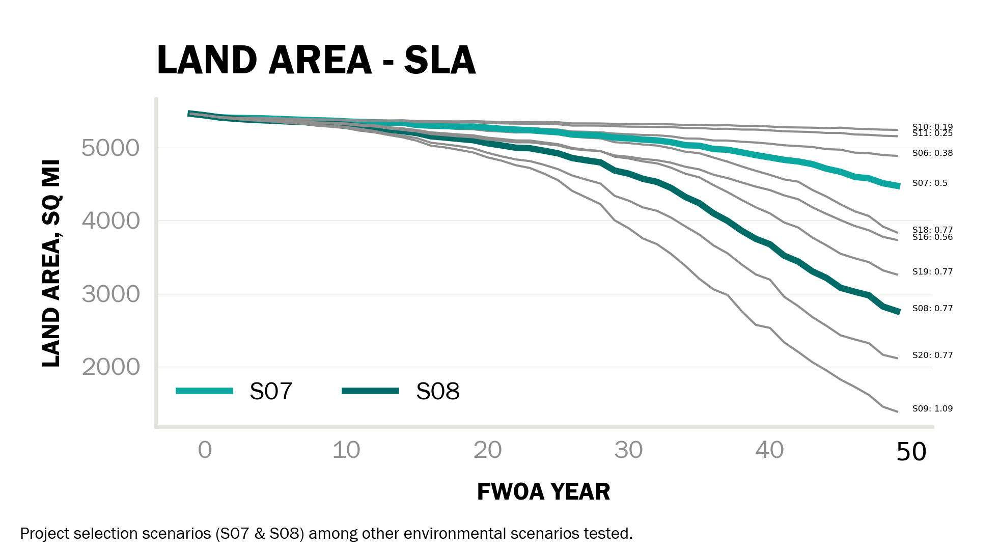 LAND AREA - SLA
LAND AREA, SQ MI
5000
4000
3000
2000
S10: 0.19
S11: 0.25
S06: 0.38
S07: 0.5
S18: 0.77
S16: 0.56
S19: 0.77
S08: 0.77
S20: 0.77
S09: 1.09
S07 S08
0 10 20 30 40 50
FWOA YEAR
Project selection scenarios (S07 & S08) among other environmental scenarios tested.